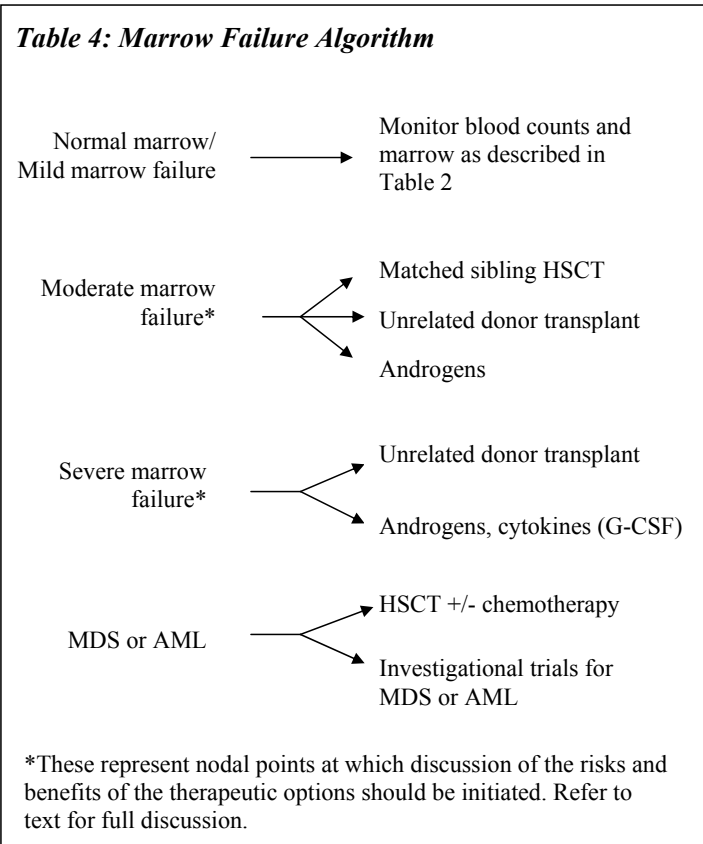 Table 4: Marrow Failure Algorithm
Normal marrow/
Mild marrow failure
Monitor blood counts and
marrow as described in
Table 2
Moderate marrow
failure*
Matched sibling HSCT
Unrelated donor transplant
Androgens
Severe marrow
failure*
Unrelated donor transplant
Androgens, cytokines (G-CSF)
MDS or AML
HSCT +/- chemotherapy
Investigational trials for
MDS or AML
*These represent nodal points at which discussion of the risks and
benefits of the therapeutic options should be initiated. Refer to
text for full discussion.